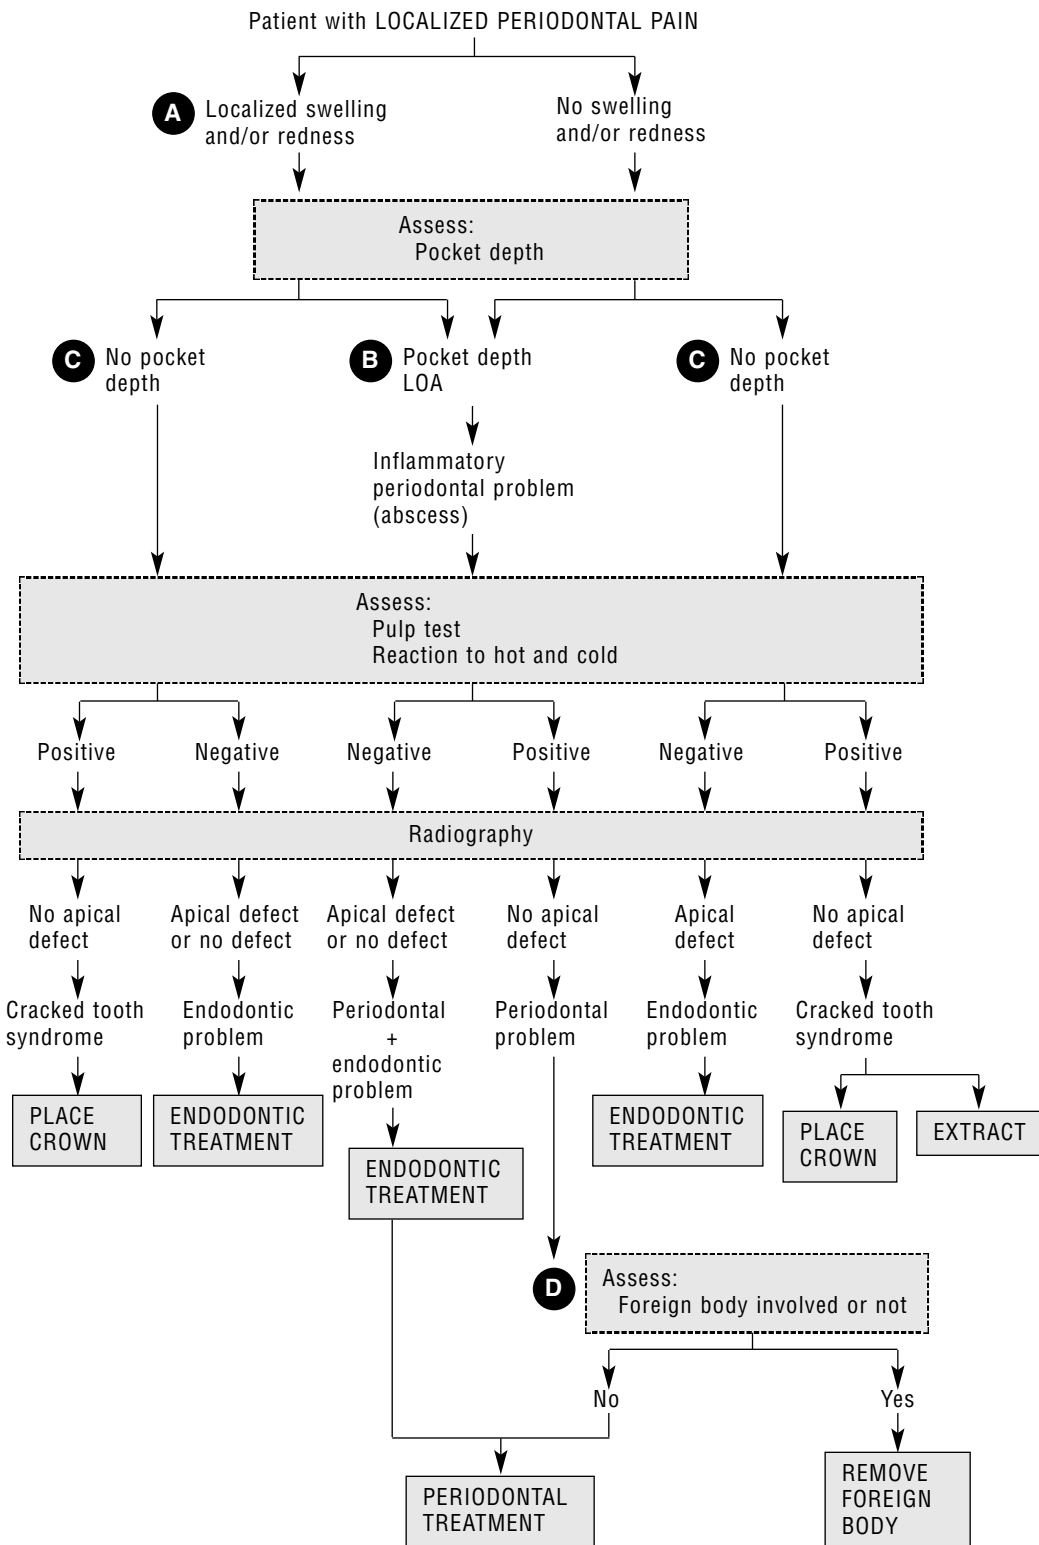 Patient with LOCALIZED PERIODONTAL PAIN
A
Localized swelling
and/or redness
No swelling
and/or redness
Assess:
Pocket depth
C
No pocket
depth
B
Pocket depth
LOA
C
No pocket
depth
Inflammatory
periodontal problem
(abscess)
Assess:
Pulp test
Reaction to hot and cold
Positive
Negative
Negative
Positive
Negative
Positive
Radiography
No apical
defect
Apical defect
or no defect
Apical defect
or no defect
No apical
defect
Apical
defect
No apical
defect
Cracked tooth
syndrome
Endodontic
problem
Periodontal
+
endodontic
problem
Periodontal
problem
Endodontic
problem
Cracked tooth
syndrome
PLACE
CROWN
ENDODONTIC
TREATMENT
ENDODONTIC
TREATMENT
ENDODONTIC
TREATMENT
PLACE
CROWN
EXTRACT
D
Assess:
Foreign body involved or not
No
Yes
PERIODONTAL
TREATMENT
REMOVE
FOREIGN
BODY